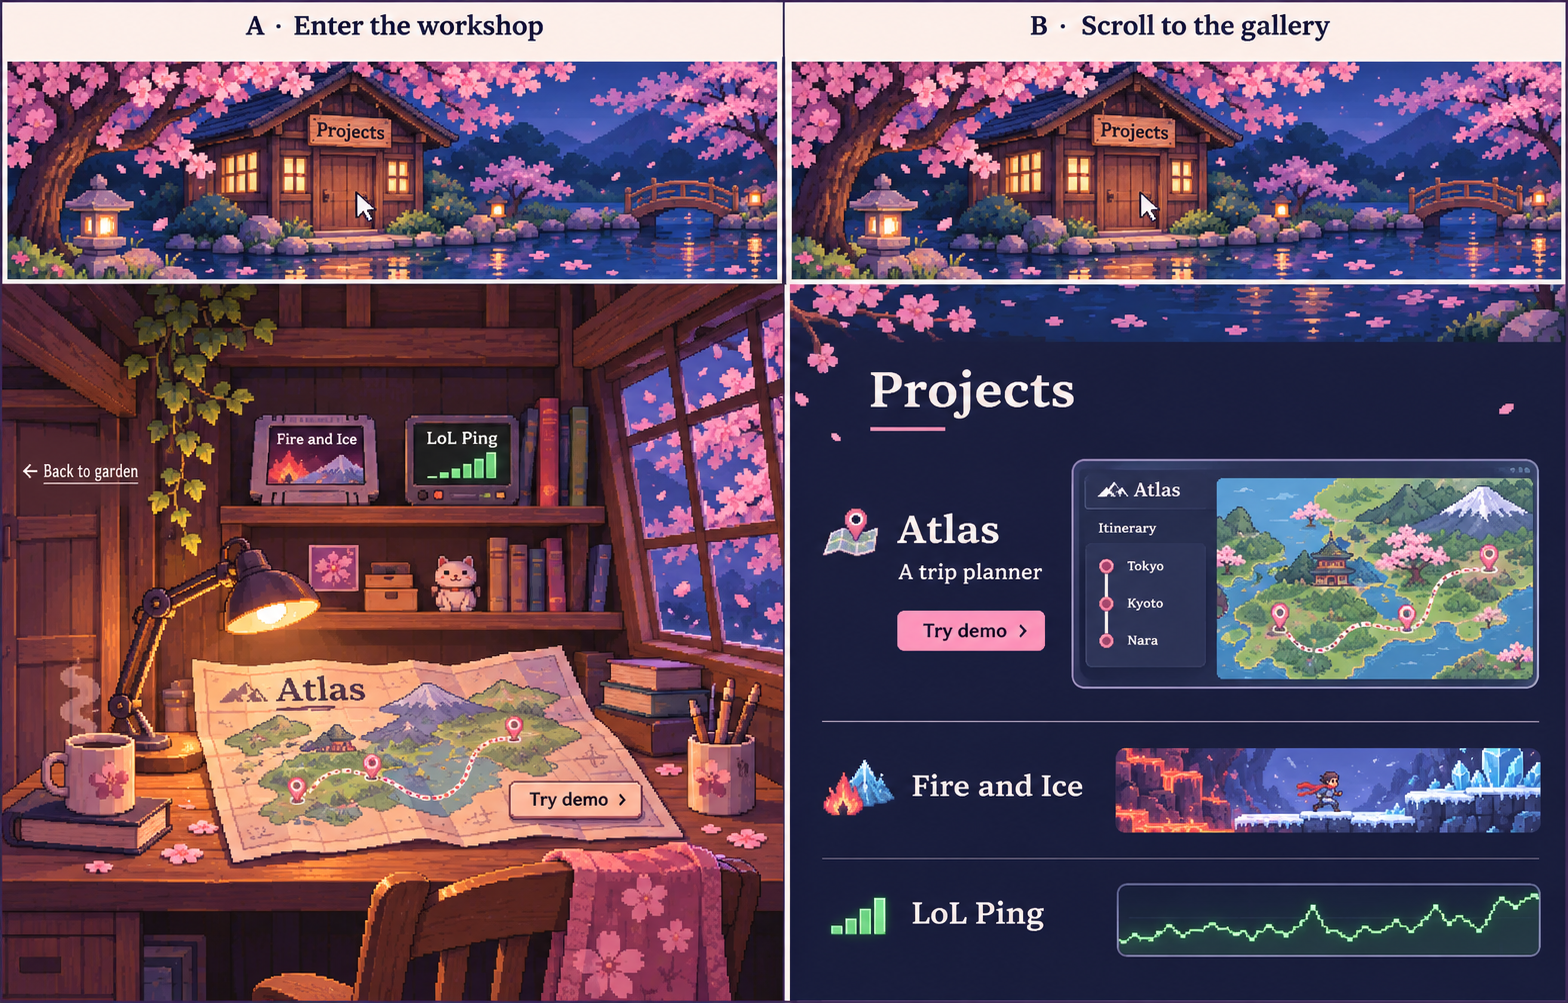 A · Enter the workshop
Projects
← Back to garden
Fire and Ice
LoL Ping
Atlas
Try demo >
B · Scroll to the gallery
Projects
Projects
Atlas
A trip planner
Try demo >
Atlas
Itinerary
Tokyo
Kyoto
Nara
Fire and Ice
LoL Ping